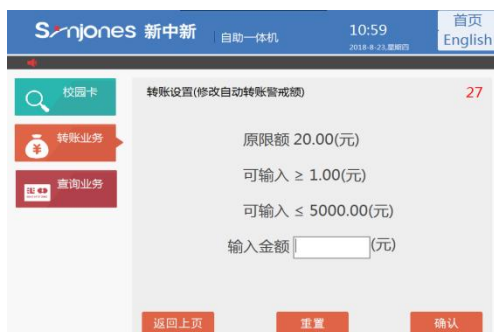 Synjones 新中新 自助一体机 10:59 首页
2018-8-23,星期四 English
校园卡 转账设置(修改自动转账警戒额) 27
转账业务 原限额 20.00(元)
可输入 ≥ 1.00(元)
查询业务
可输入 ≤ 5000.00(元)
输入金额 (元)
返回上页 重置 确认